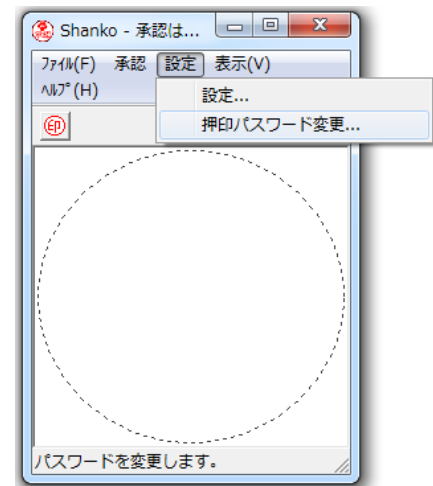 Shanko - 承認は...
ﾌｧｲﾙ(F) 承認 設定 表示(V)
ﾍﾙﾌﾟ(H)
設定...
印
押印パスワード変更...
パスワードを変更します。